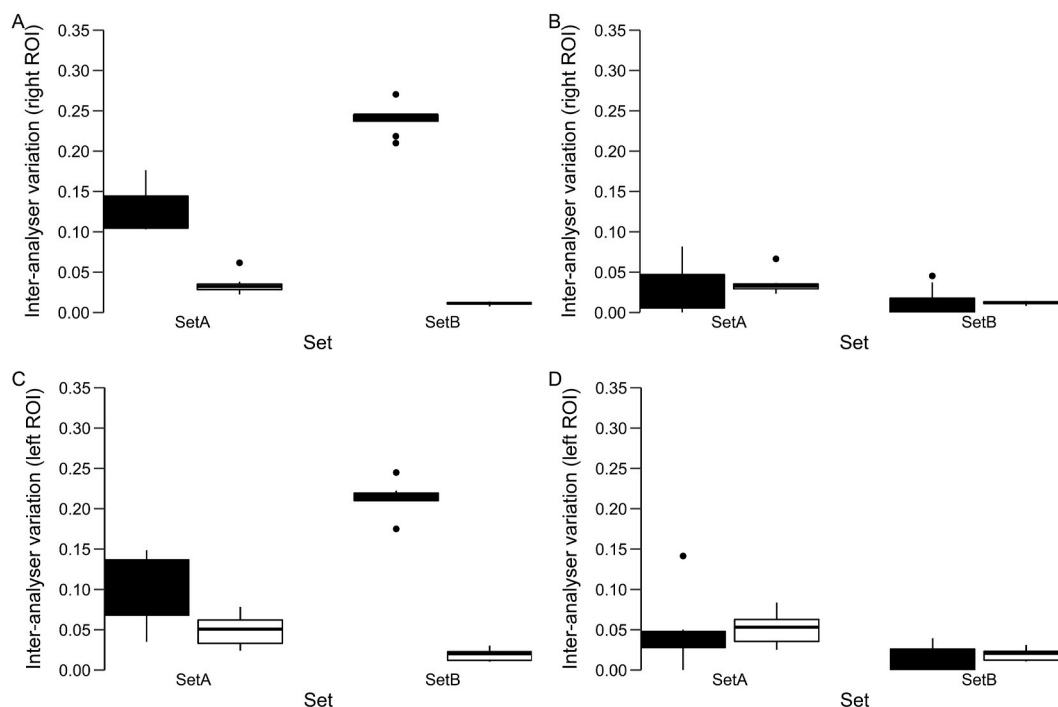 A
Inter-analyser variation (right ROI)
0.35
0.30
0.25
0.20
0.15
0.10
0.05
0.00
SetA
SetB
Set
B
Inter-analyser variation (right ROI)
0.35
0.30
0.25
0.20
0.15
0.10
0.05
0.00
SetA
SetB
Set
C
Inter-analyser variation (left ROI)
0.35
0.30
0.25
0.20
0.15
0.10
0.05
0.00
SetA
SetB
Set
D
Inter-analyser variation (left ROI)
0.35
0.30
0.25
0.20
0.15
0.10
0.05
0.00
SetA
SetB
Set